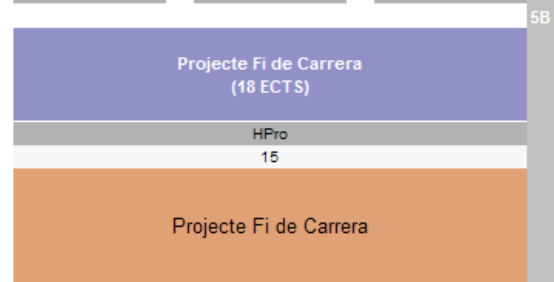 5B
Projecte Fi de Carrera
(18 ECTS)
HPro
15
Projecte Fi de Carrera